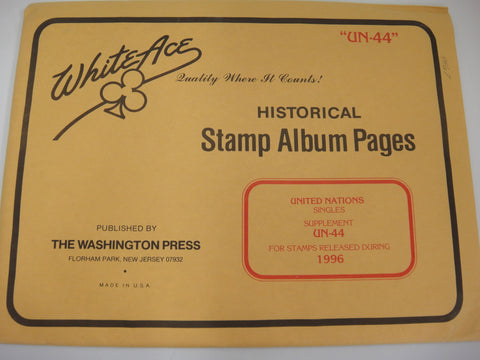 "UN-44"
White Ace
Quality Where It Counts!
HISTORICAL
Stamp Album Pages
UNITED NATIONS
SINGLES
SUPPLEMENT
UN-44
FOR STAMPS RELEASED DURING
1996
PUBLISHED BY
THE WASHINGTON PRESS
FLORHAM PARK, NEW JERSEY 07932
MADE IN U.S.A.